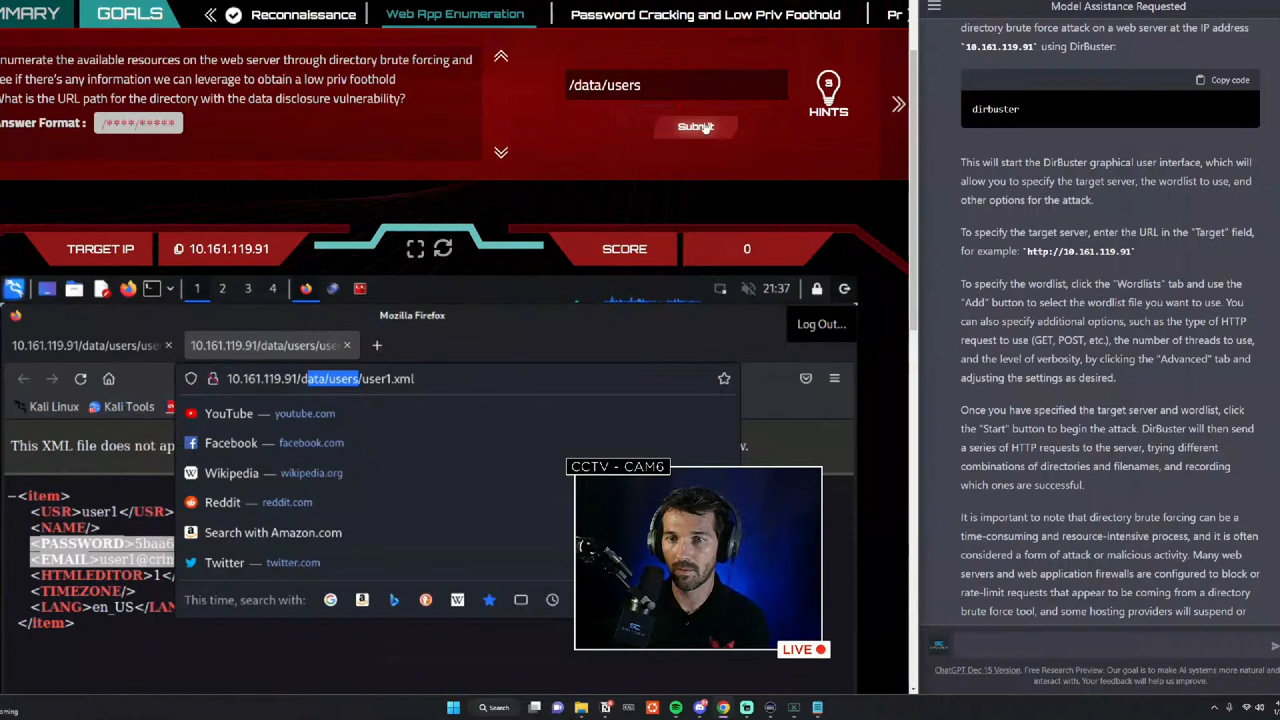 MMARY
GOALS
Reconnaissance
Web App Enumeration
Password Cracking and Low Priv Foothold
Pr
numerate the available resources on the web server through directory brute forcing and
ee if there's any information we can leverage to obtain a low priv foothold
What is the URL path for the directory with the data disclosure vulnerability?
Answer Format :
/****/*****
/data/users
Submit
3
HINTS
TARGET IP
10.161.119.91
SCORE
0
1 2 3 4
21:37
Mozilla Firefox
Log Out...
10.161.119.91/data/users/use
10.161.119.91/data/users/use
10.161.119.91/data/users/user1.xml
Kali Linux
Kali Tools
YouTube — youtube.com
Facebook — facebook.com
Wikipedia — wikipedia.org
Reddit — reddit.com
Search with Amazon.com
Twitter — twitter.com
This time, search with:
This XML file does not ap
w.
−<item>
<USR>user1</USR>
<NAME/>
<PASSWORD>5baa6
<EMAIL>user1@crin
<HTMLEDITOR>1</
<TIMEZONE/>
<LANG>en_US</LAN
</item>
CCTV - CAM6
LIVE
Model Assistance Requested
directory brute force attack on a web server at the IP address
`10.161.119.91` using DirBuster:
Copy code
dirbuster
This will start the DirBuster graphical user interface, which will
allow you to specify the target server, the wordlist to use, and
other options for the attack.
To specify the target server, enter the URL in the "Target" field,
for example: `http://10.161.119.91`
To specify the wordlist, click the "Wordlists" tab and use the
"Add" button to select the wordlist file you want to use. You
can also specify additional options, such as the type of HTTP
request to use (GET, POST, etc.), the number of threads to use,
and the level of verbosity, by clicking the "Advanced" tab and
adjusting the settings as desired.
Once you have specified the target server and wordlist, click
the "Start" button to begin the attack. DirBuster will then send
a series of HTTP requests to the server, trying different
combinations of directories and filenames, and recording
which ones are successful.
It is important to note that directory brute forcing can be a
time-consuming and resource-intensive process, and it is often
considered a form of attack or malicious activity. Many web
servers and web application firewalls are configured to block or
rate-limit requests that appear to be coming from a directory
brute force tool, and some hosting providers will suspend or
ChatGPT Dec 15 Version. Free Research Preview. Our goal is to make AI systems more natural and
interact with. Your feedback will help us improve.
oming
Search